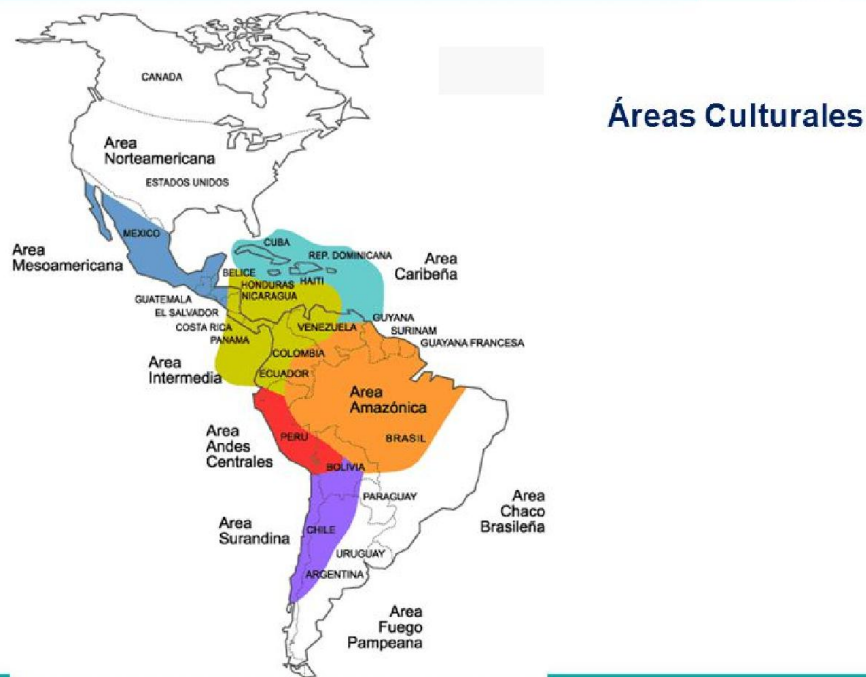 Áreas Culturales
CANADA
Area
Norteamericana
ESTADOS UNIDOS
MEXICO
Area
Mesoamericana
CUBA
REP. DOMINICANA
Area
Caribeña
BELICE
HONDURAS
HAITI
NICARAGUA
GUATEMALA
EL SALVADOR
COSTA RICA
PANAMA
VENEZUELA
GUYANA
SURINAM
GUAYANA FRANCESA
COLOMBIA
Area
Intermedia
ECUADOR
Area
Amazónica
Area
Andes
Centrales
PERU
BRASIL
BOLIVIA
PARAGUAY
Area
Chaco
Brasileña
Area
Surandina
CHILE
URUGUAY
ARGENTINA
Area
Fuego
Pampeana